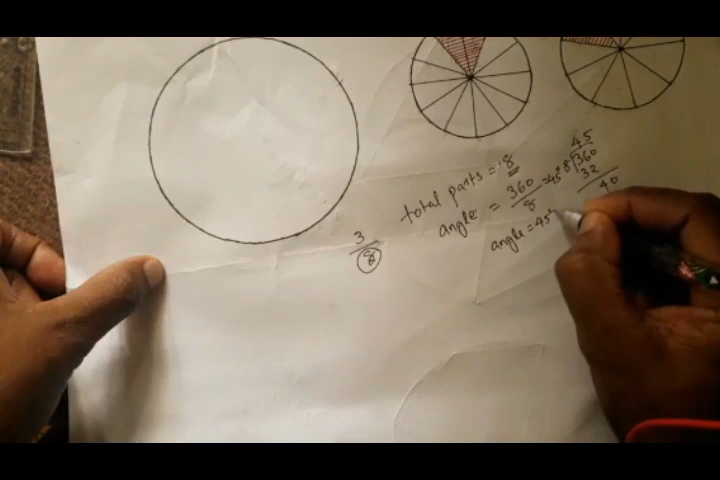 total parts = 8
angle = 360/8 = 45°
45
8)360
32
40
angle = 45°
3/8